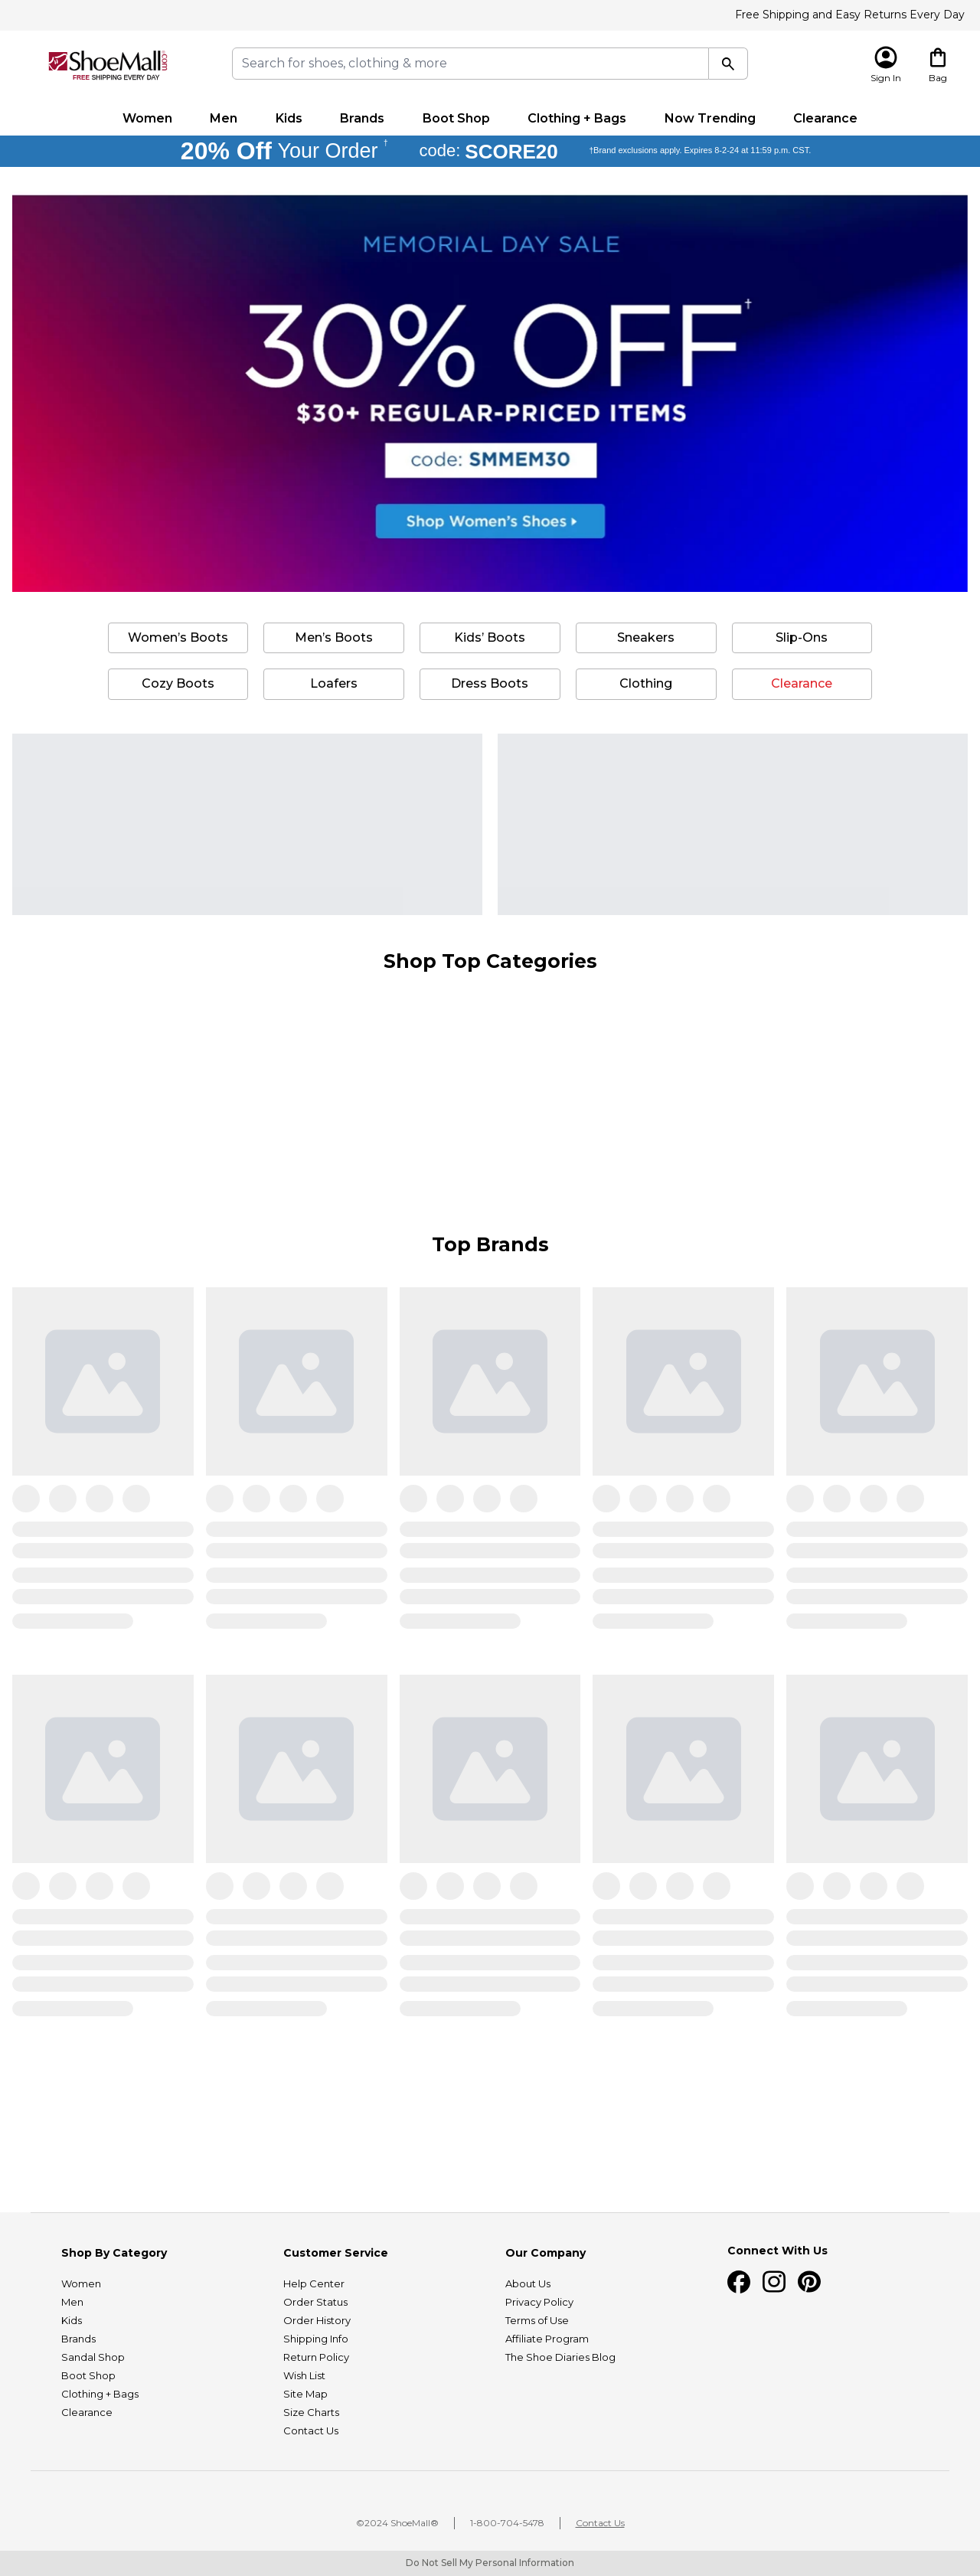 Free Shipping and Easy Returns Every Day
ShoeMall.com
FREE SHIPPING EVERY DAY
Search for shoes, clothing & more
Sign In
Bag
Women Men Kids Brands Boot Shop Clothing + Bags Now Trending Clearance
20% Off Your Order † code: SCORE20 †Brand exclusions apply. Expires 8-2-24 at 11:59 p.m. CST.
MEMORIAL DAY SALE
30% OFF†
$30+ REGULAR-PRICED ITEMS
code: SMMEM30
Shop Women's Shoes
Women's Boots Men's Boots Kids' Boots Sneakers Slip-Ons
Cozy Boots Loafers Dress Boots Clothing Clearance
Shop Top Categories
Top Brands
Shop By Category
Women
Men
Kids
Brands
Sandal Shop
Boot Shop
Clothing + Bags
Clearance
Customer Service
Help Center
Order Status
Order History
Shipping Info
Return Policy
Wish List
Site Map
Size Charts
Contact Us
Our Company
About Us
Privacy Policy
Terms of Use
Affiliate Program
The Shoe Diaries Blog
Connect With Us
©2024 ShoeMall® 1-800-704-5478 Contact Us
Do Not Sell My Personal Information